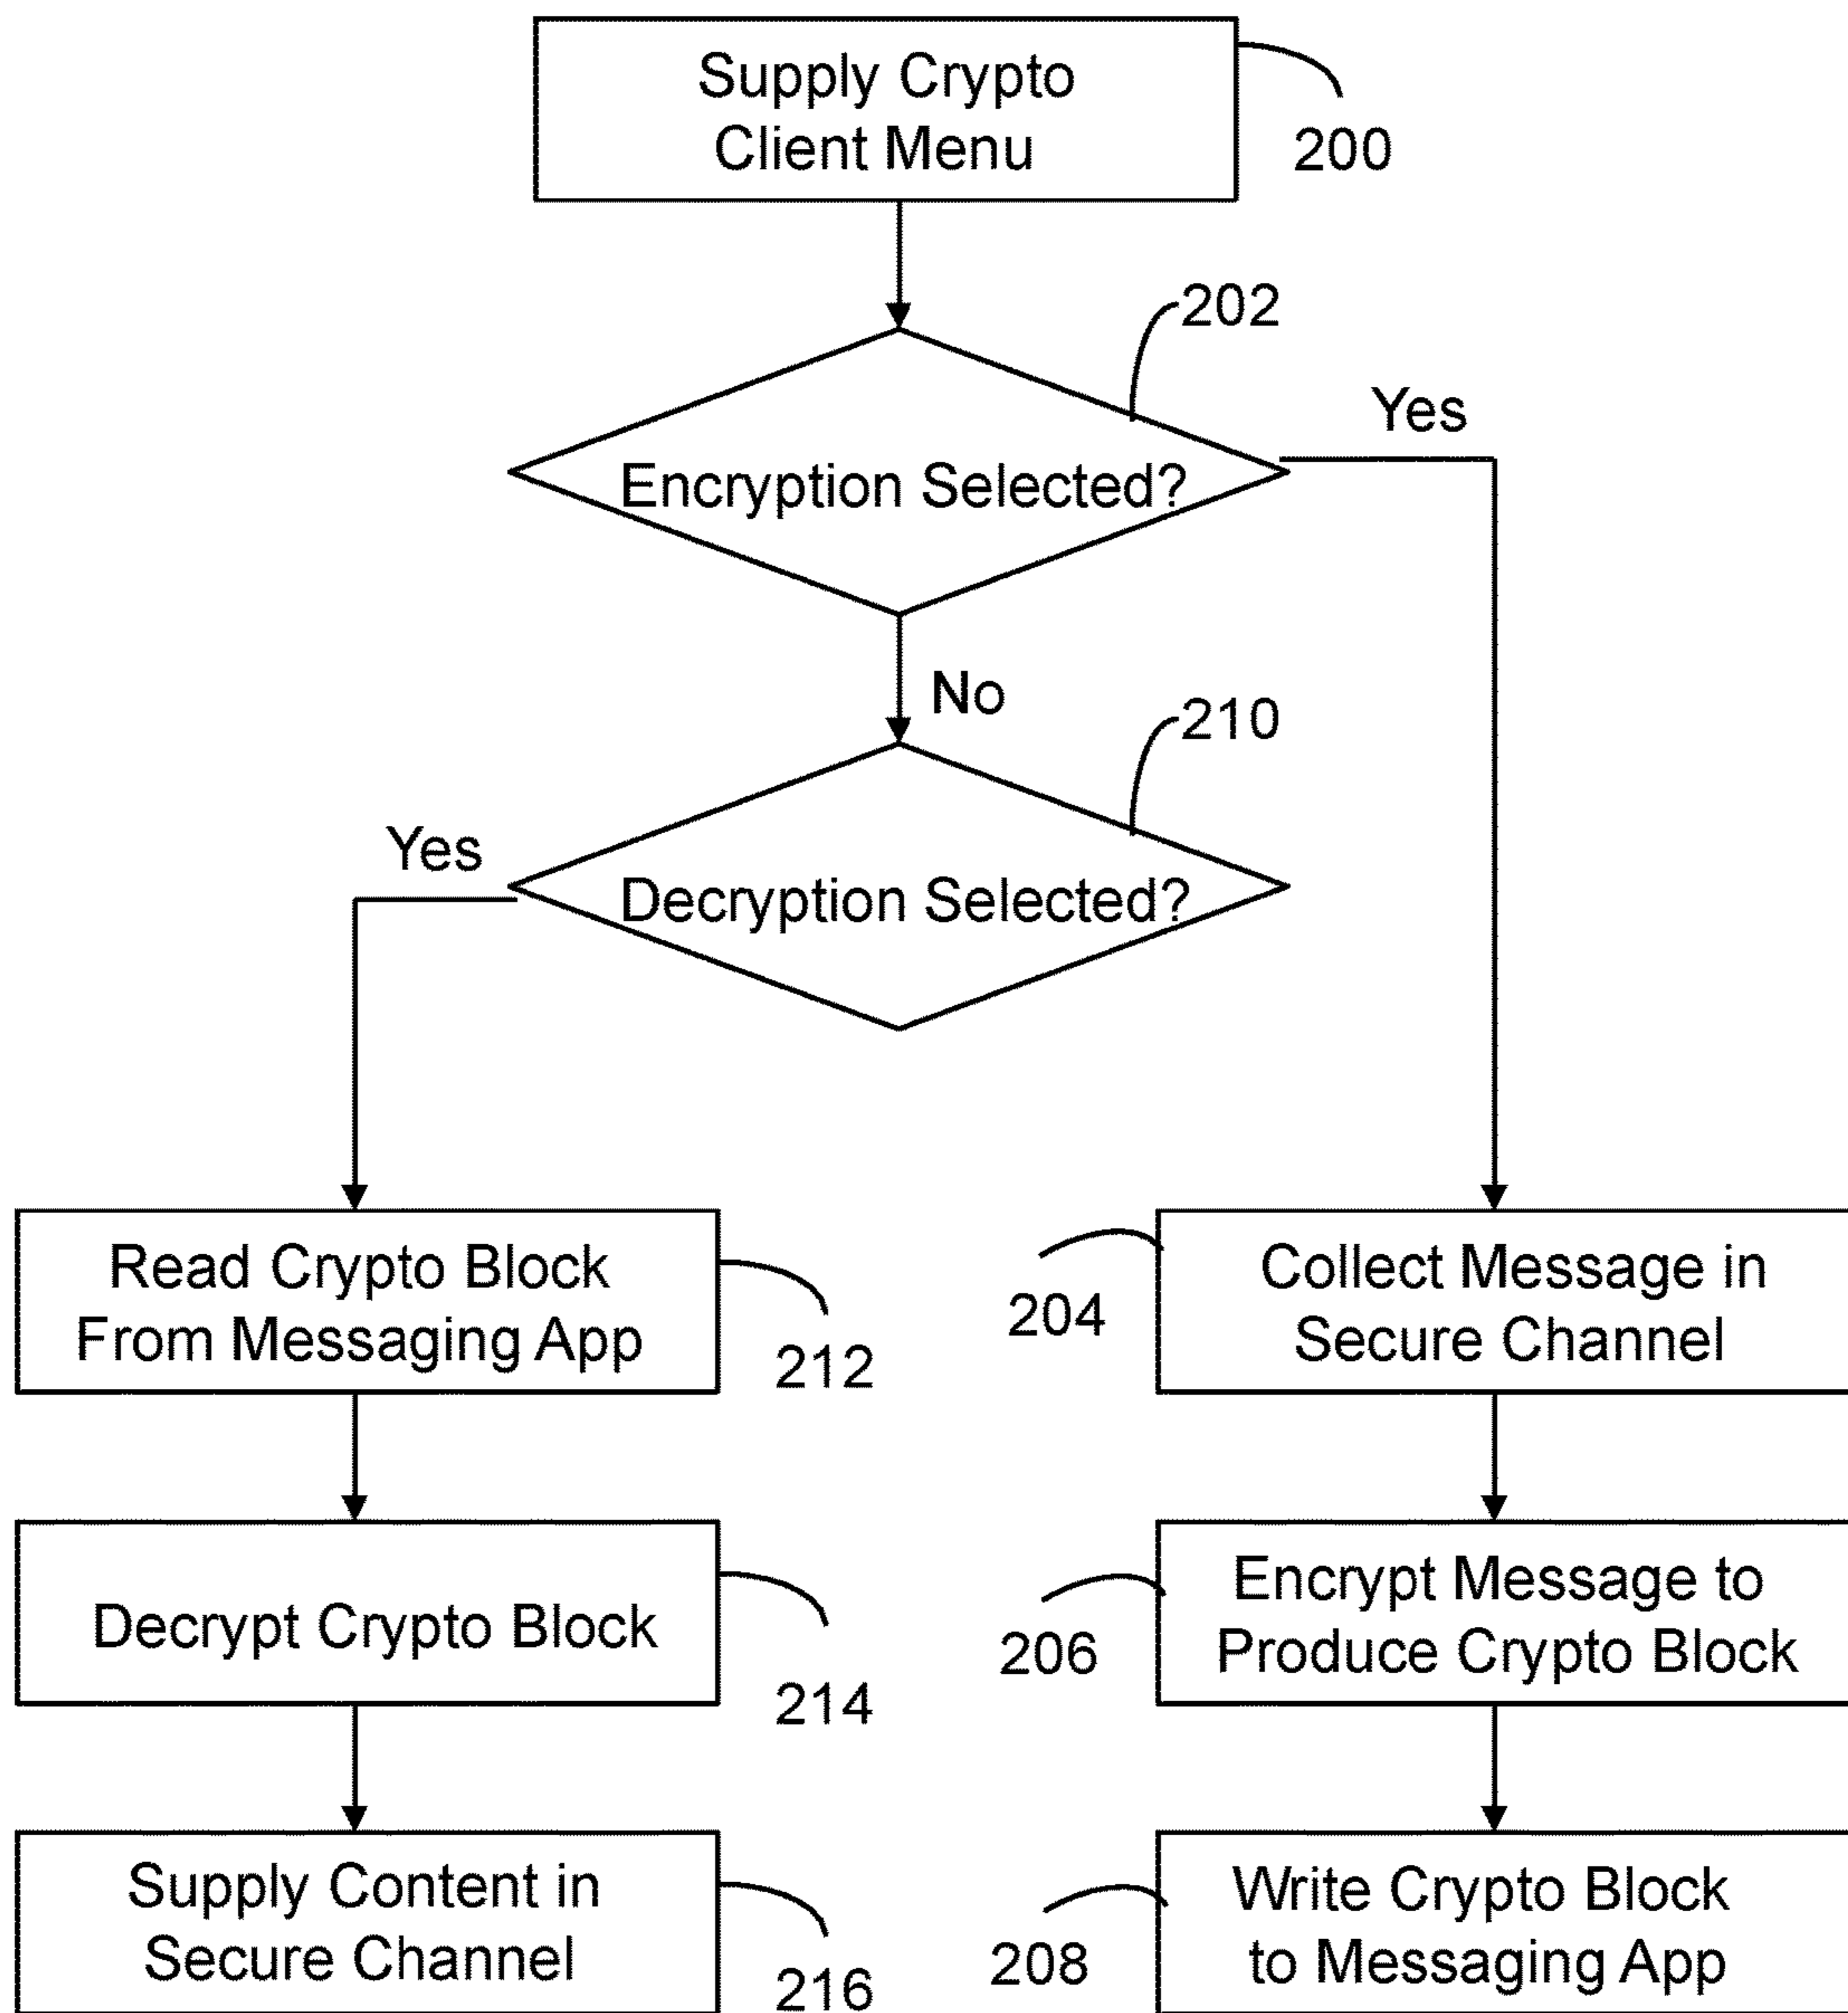 Supply Crypto
Client Menu
200
202
Yes
Encryption Selected?
No
210
Yes
Decryption Selected?
Read Crypto Block
From Messaging App
212
204
Collect Message in
Secure Channel
Decrypt Crypto Block
214
206
Encrypt Message to
Produce Crypto Block
Supply Content in
Secure Channel
216
208
Write Crypto Block
to Messaging App